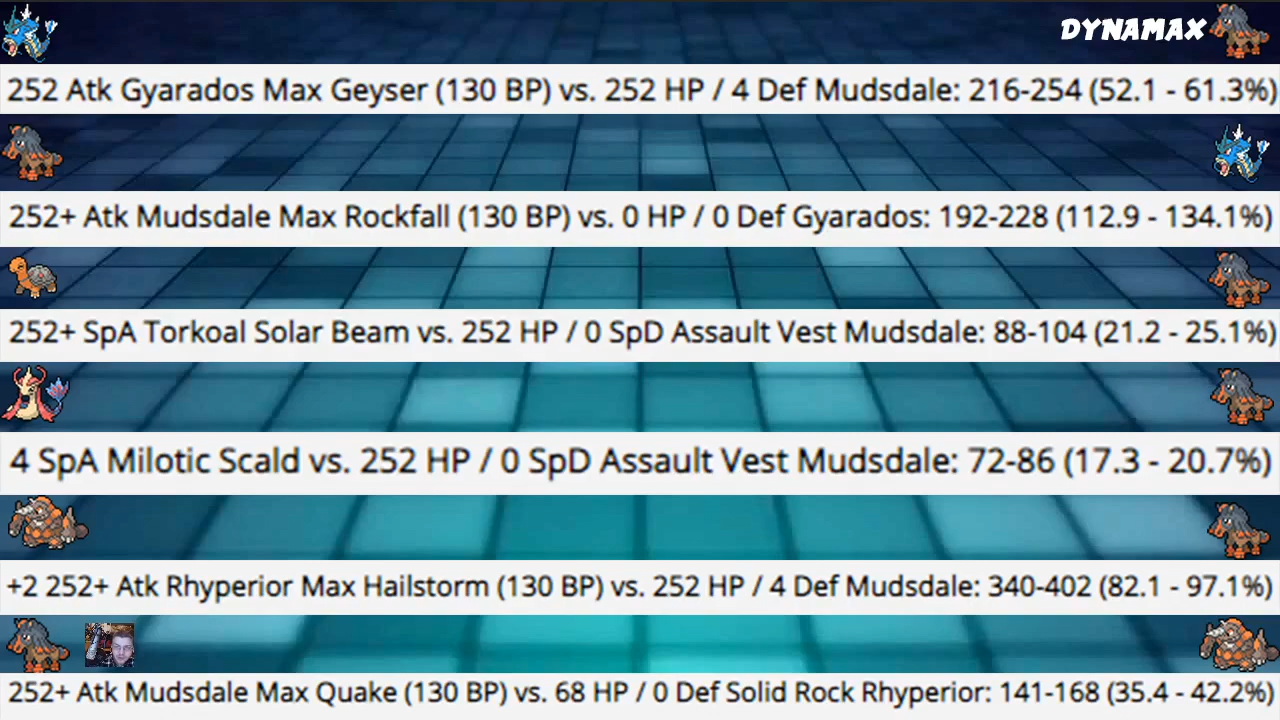 DYNAMAX
252 Atk Gyarados Max Geyser (130 BP) vs. 252 HP / 4 Def Mudsdale: 216-254 (52.1 - 61.3%)
252+ Atk Mudsdale Max Rockfall (130 BP) vs. 0 HP / 0 Def Gyarados: 192-228 (112.9 - 134.1%)
252+ SpA Torkoal Solar Beam vs. 252 HP / 0 SpD Assault Vest Mudsdale: 88-104 (21.2 - 25.1%)
4 SpA Milotic Scald vs. 252 HP / 0 SpD Assault Vest Mudsdale: 72-86 (17.3 - 20.7%)
+2 252+ Atk Rhyperior Max Hailstorm (130 BP) vs. 252 HP / 4 Def Mudsdale: 340-402 (82.1 - 97.1%)
252+ Atk Mudsdale Max Quake (130 BP) vs. 68 HP / 0 Def Solid Rock Rhyperior: 141-168 (35.4 - 42.2%)